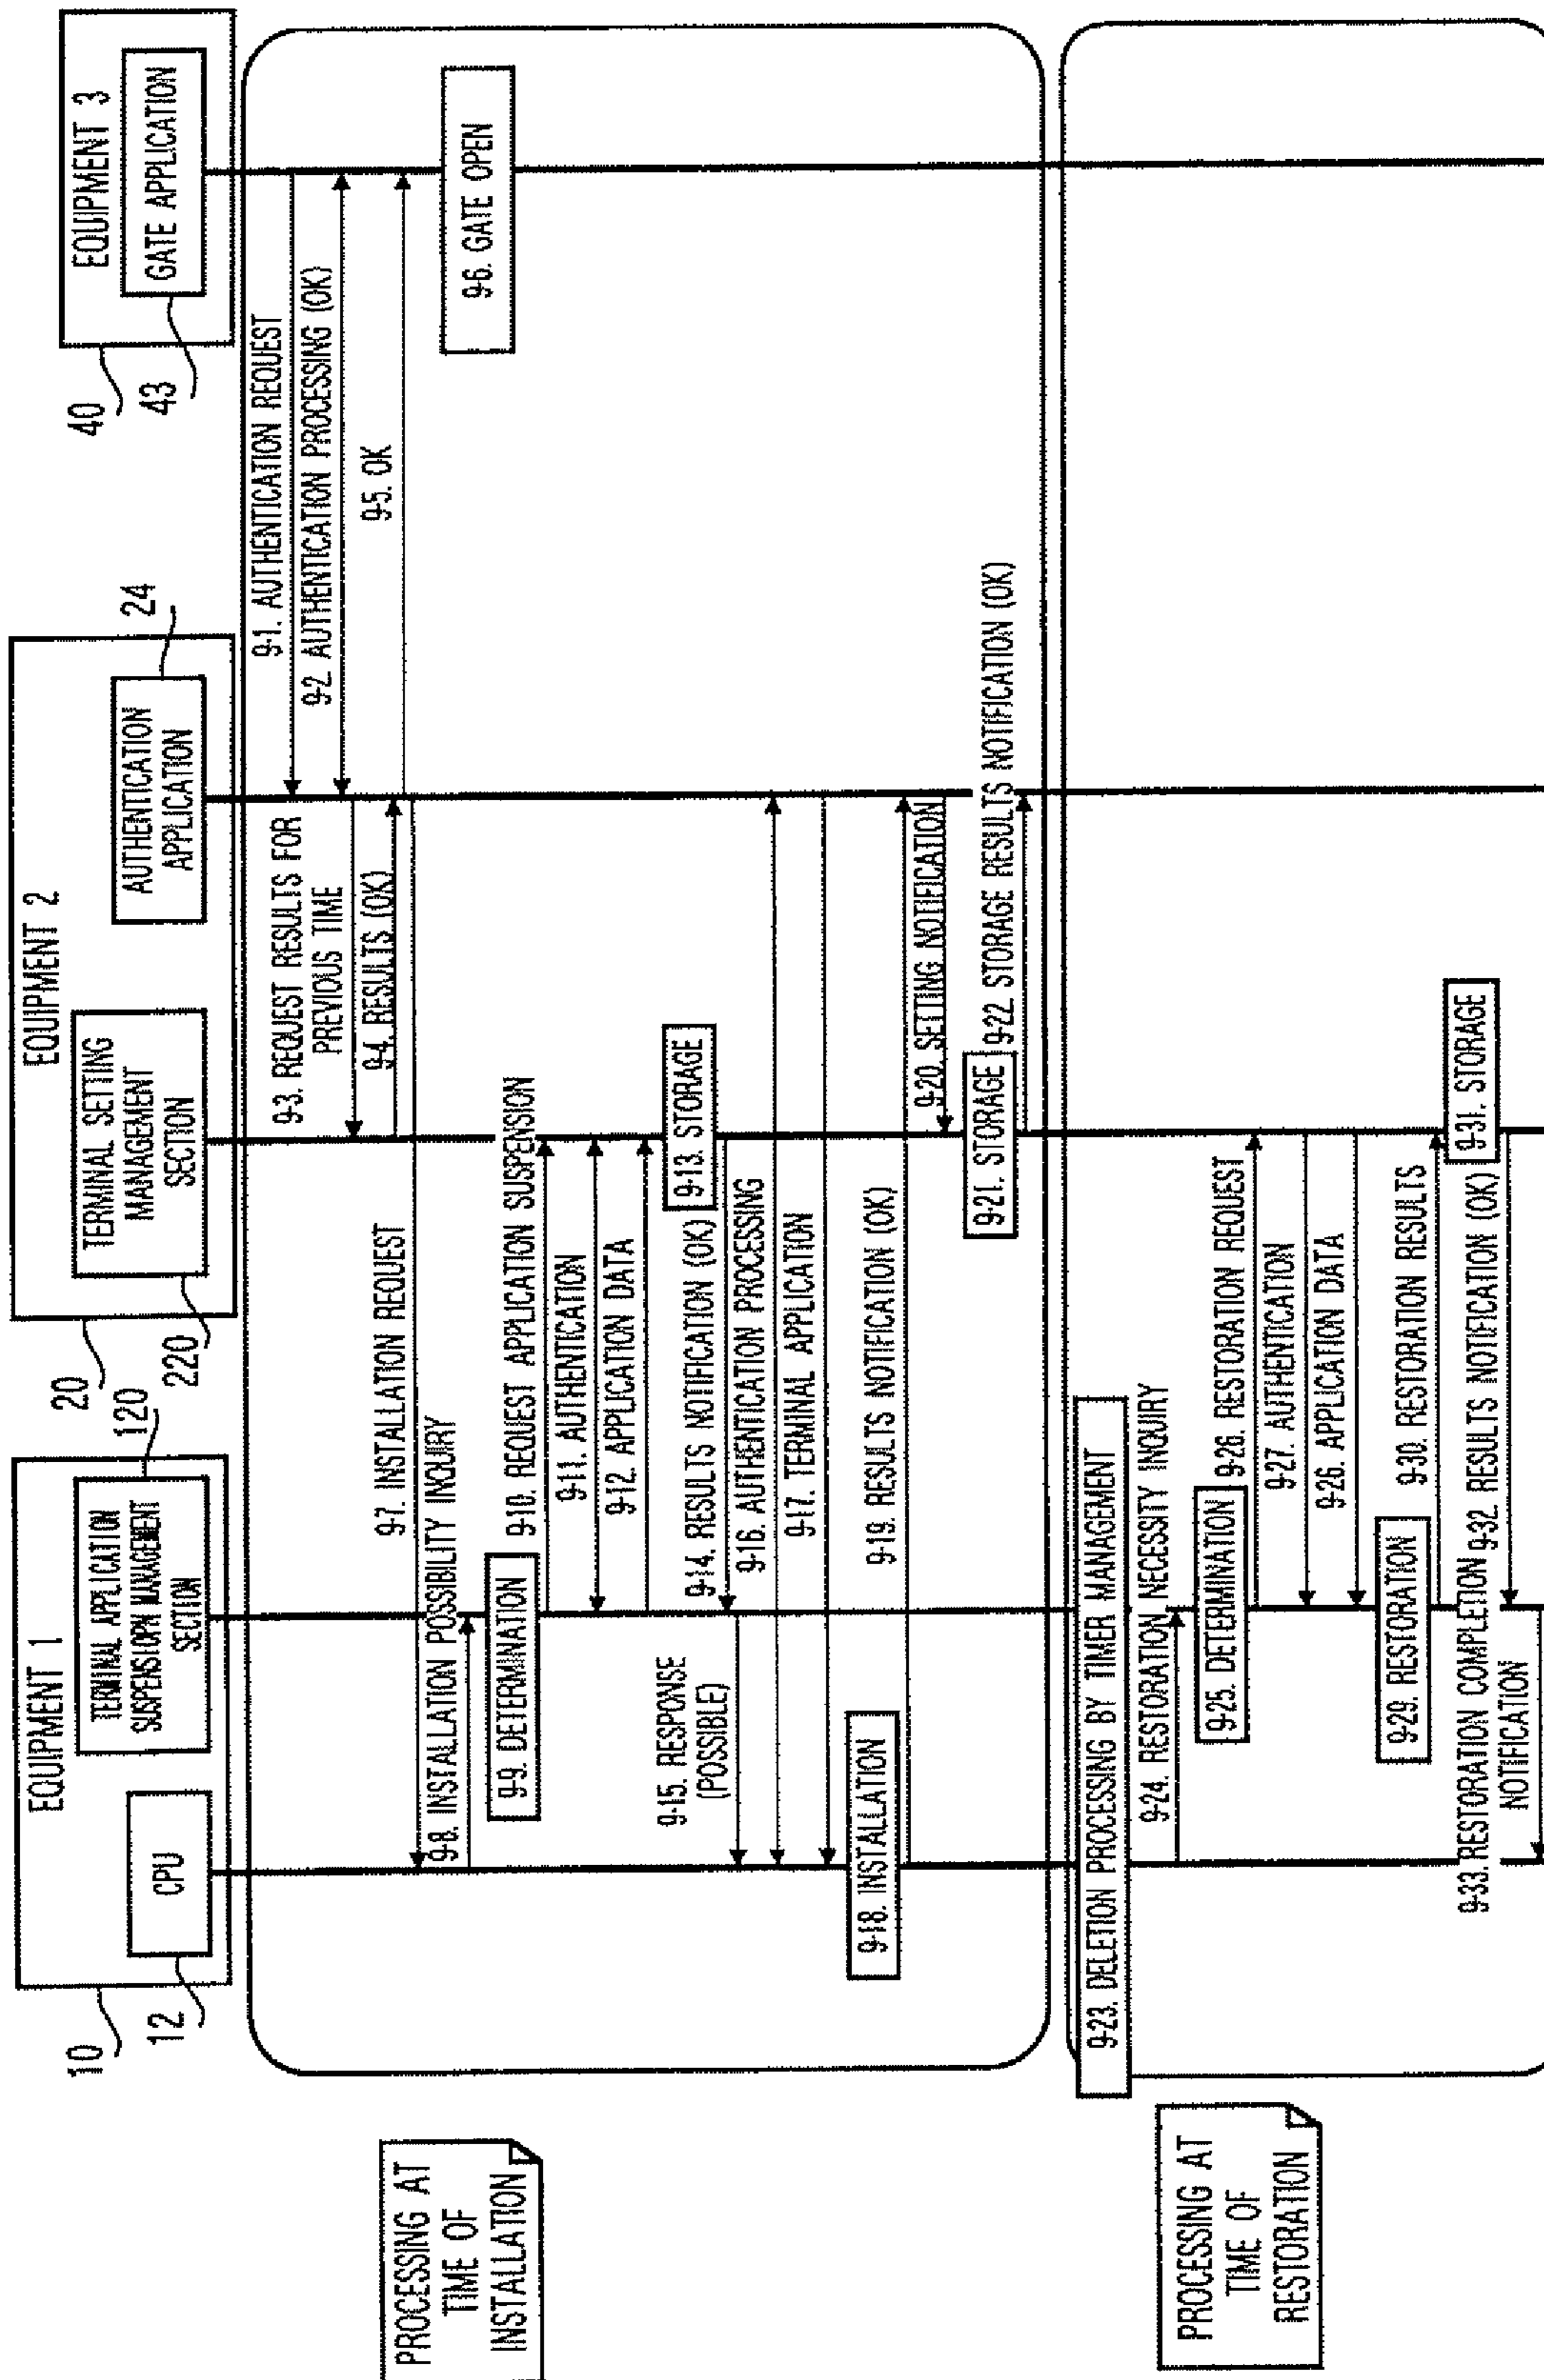 EQUIPMENT 1
CPU
TERMINAL APPLICATION
SUSPENSIOPN MANAGEMENT
SECTION
10
12
120
EQUIPMENT 2
TERMINAL SETTING
MANAGEMENT
SECTION
AUTHENTICATION
APPLICATION
20
220
24
EQUIPMENT 3
GATE APPLICATION
40
43
PROCESSING AT
TIME OF
INSTALLATION
9-1. AUTHENTICATION REQUEST
9-2. AUTHENTICATION PROCESSING (OK)
9-3. REQUEST RESULTS FOR
PREVIOUS TIME
9-4. RESULTS (OK)
9-5. OK
9-6. GATE OPEN
9-7. INSTALLATION REQUEST
9-8. INSTALLATION POSSIBILITY INQUIRY
9-9. DETERMINATION
9-10. REQUEST APPLICATION SUSPENSION
9-11. AUTHENTICATION
9-12. APPLICATION DATA
9-13. STORAGE
9-14. RESULTS NOTIFICATION (OK)
9-15. RESPONSE
(POSSIBLE)
9-16. AUTHENTICATION PROCESSING
9-17. TERMINAL APPLICATION
9-18. INSTALLATION
9-19. RESULTS NOTIFICATION (OK)
9-20. SETTING NOTIFICATION
9-21. STORAGE
9-22. STORAGE RESULTS NOTIFICATION (OK)
PROCESSING AT
TIME OF
RESTORATION
9-23. DELETION PROCESSING BY TIMER MANAGEMENT
9-24. RESTORATION NECESSITY INQUIRY
9-25. DETERMINATION
9-26. RESTORATION REQUEST
9-27. AUTHENTICATION
9-26. APPLICATION DATA
9-29. RESTORATION
9-30. RESTORATION RESULTS
9-31. STORAGE
9-32. RESULTS NOTIFICATION (OK)
9-33. RESTORATION COMPLETION
NOTIFICATION